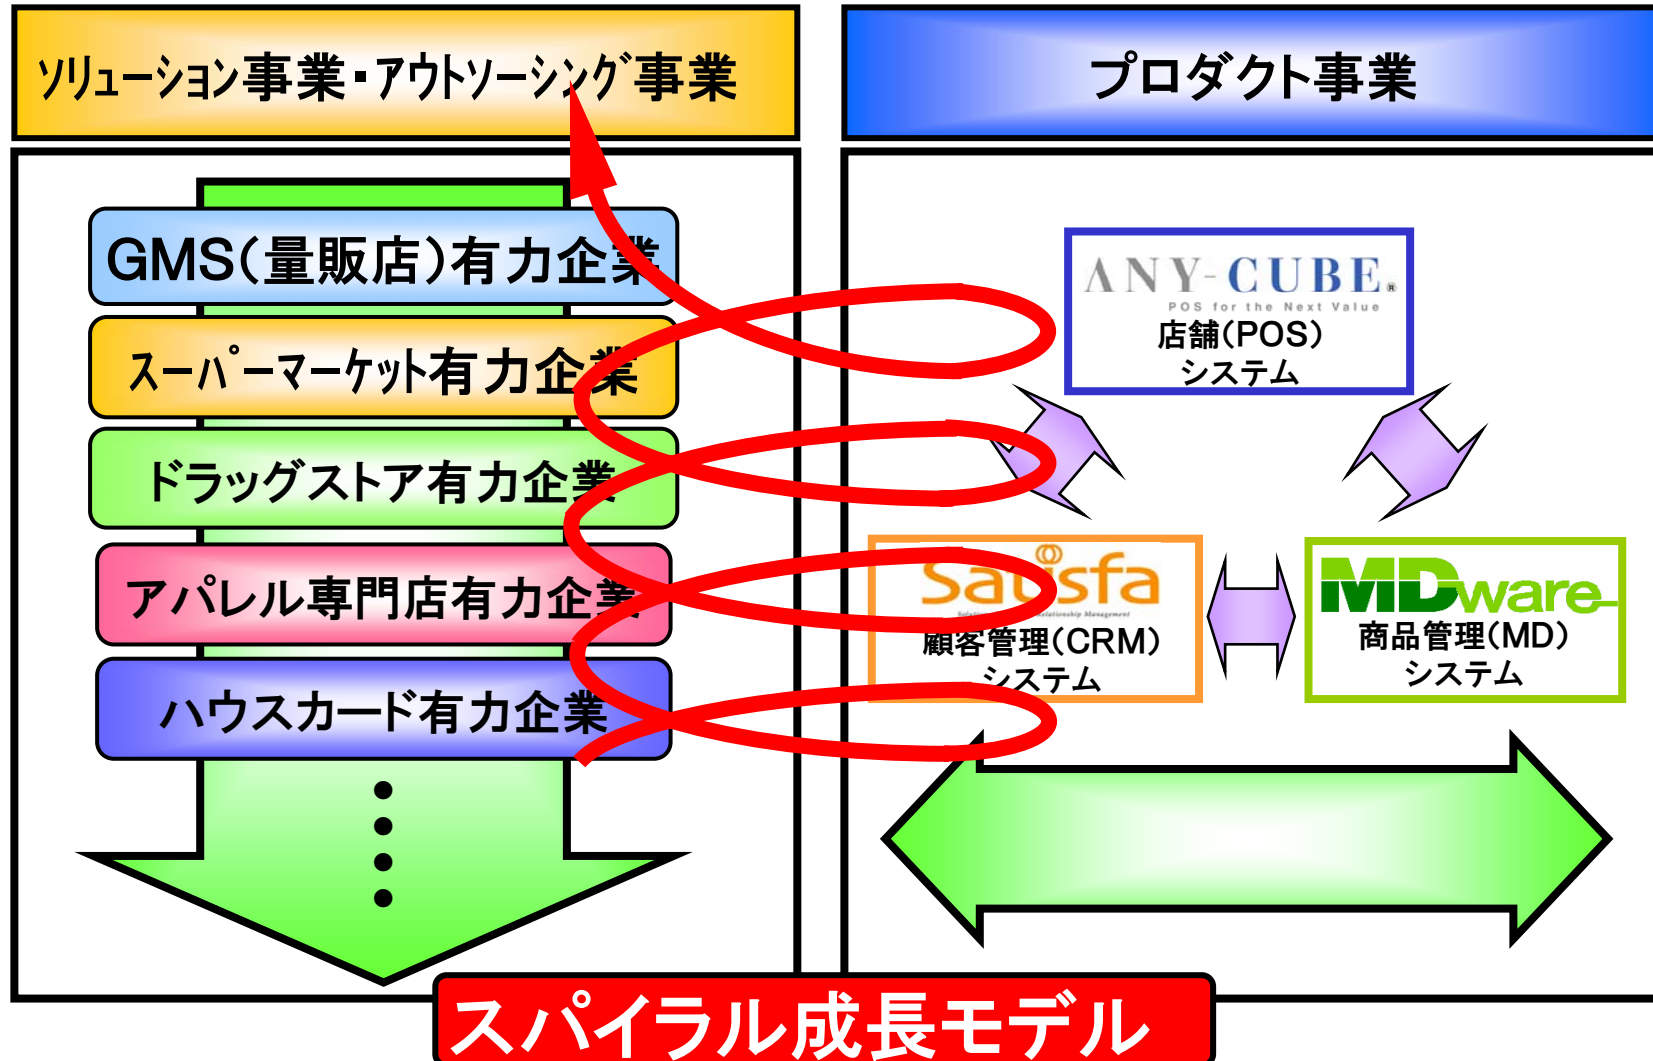 ソリューション事業・アウトソーシング事業
プロダクト事業
GMS(量販店)有力企業
スーパーマーケット有力企業
ドラッグストア有力企業
アパレル専門店有力企業
ハウスカード有力企業
ANY-CUBE®
POS for the Next Value
店舗(POS)
システム
Satisfa
Relationship Management
顧客管理(CRM)
システム
MDware
商品管理(MD)
システム
スパイラル成長モデル